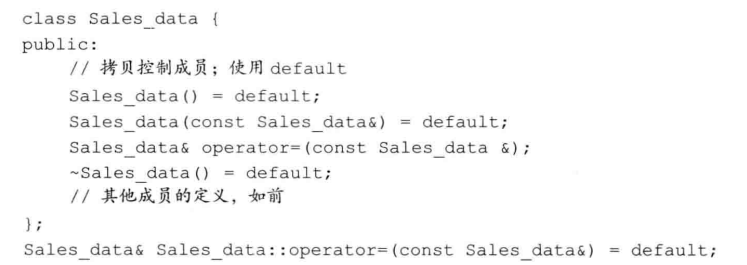 class Sales_data {
public:
    // 拷贝控制成员；使用 default
    Sales_data() = default;
    Sales_data(const Sales_data&) = default;
    Sales_data& operator=(const Sales_data &);
    ~Sales_data() = default;
    // 其他成员的定义，如前
};
Sales_data& Sales_data::operator=(const Sales_data&) = default;